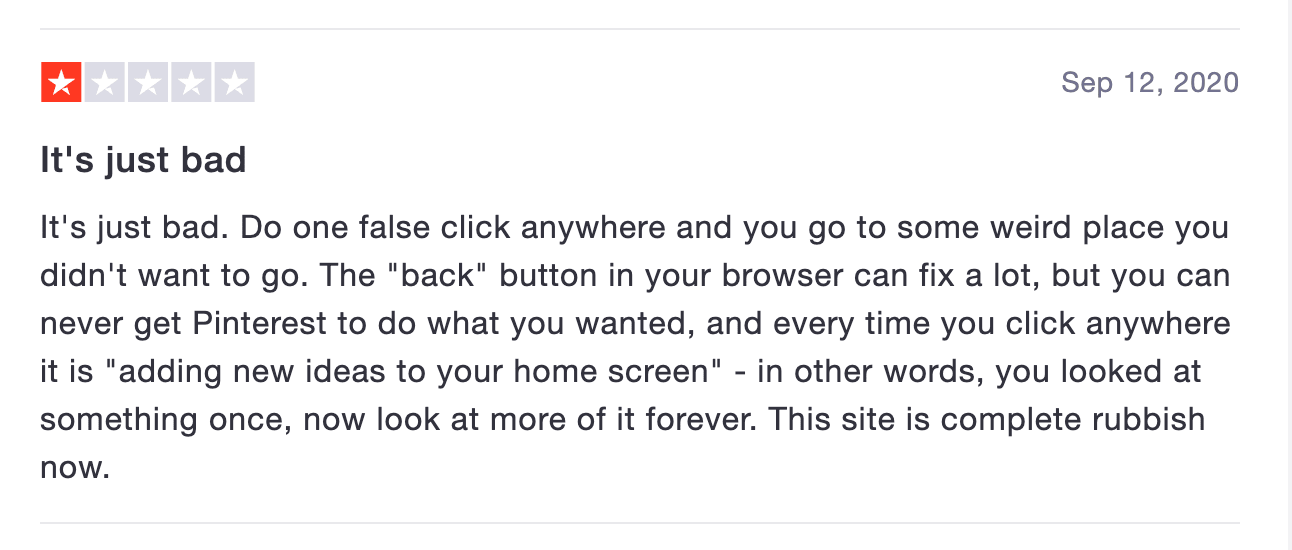 Sep 12, 2020
It's just bad
It's just bad. Do one false click anywhere and you go to some weird place you
didn't want to go. The "back" button in your browser can fix a lot, but you can
never get Pinterest to do what you wanted, and every time you click anywhere
it is "adding new ideas to your home screen" - in other words, you looked at
something once, now look at more of it forever. This site is complete rubbish
now.